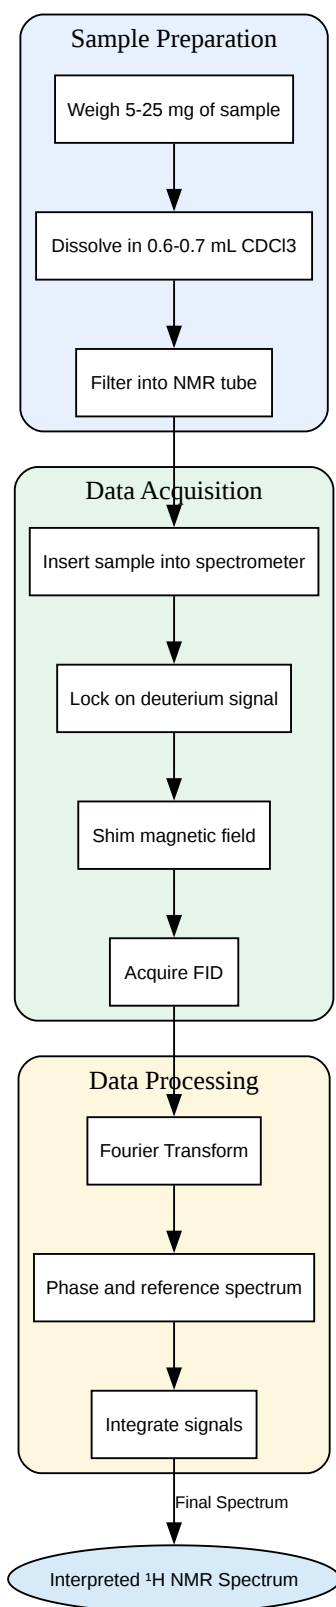 Sample Preparation
Weigh 5-25 mg of sample
Dissolve in 0.6-0.7 mL CDCl3
Filter into NMR tube
Data Acquisition
Insert sample into spectrometer
Lock on deuterium signal
Shim magnetic field
Acquire FID
Data Processing
Fourier Transform
Phase and reference spectrum
Integrate signals
Final Spectrum
Interpreted ¹H NMR Spectrum